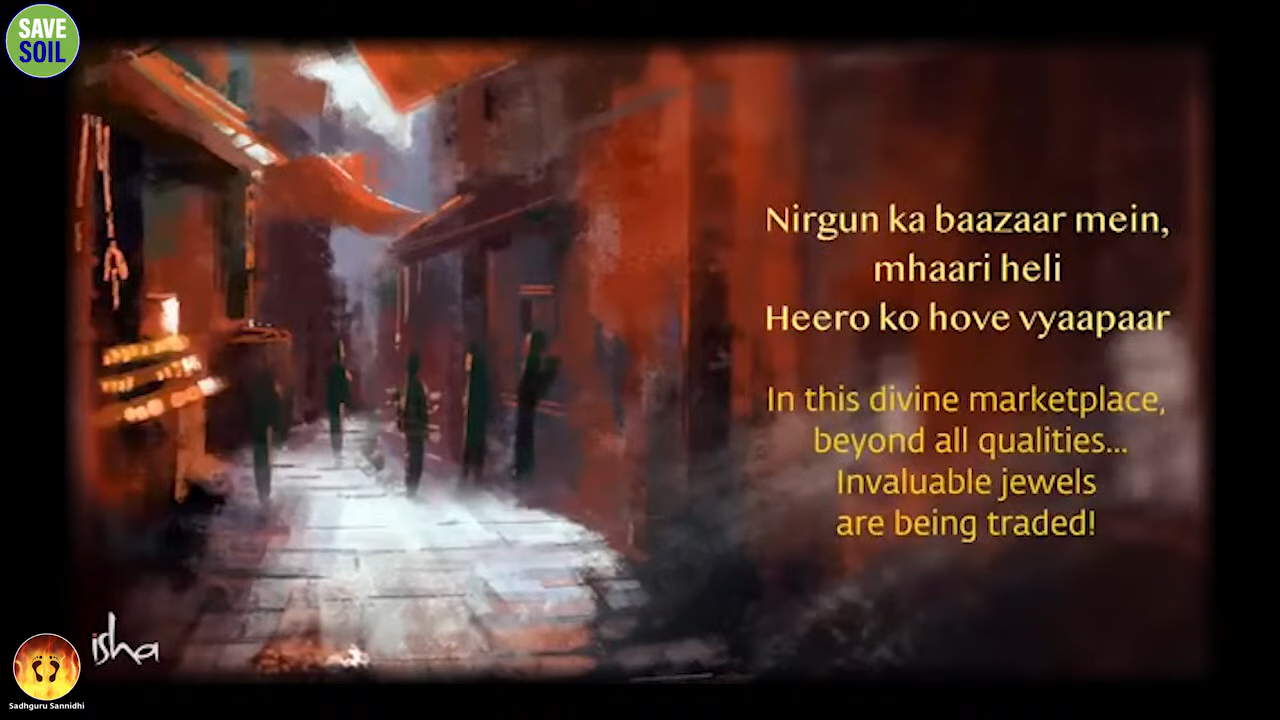 SAVE
SOIL
Nirgun ka baazaar mein,
mhaari heli
Heero ko hove vyaapaar
In this divine marketplace,
beyond all qualities...
Invaluable jewels
are being traded!
isha
Sadhguru Sannidhi